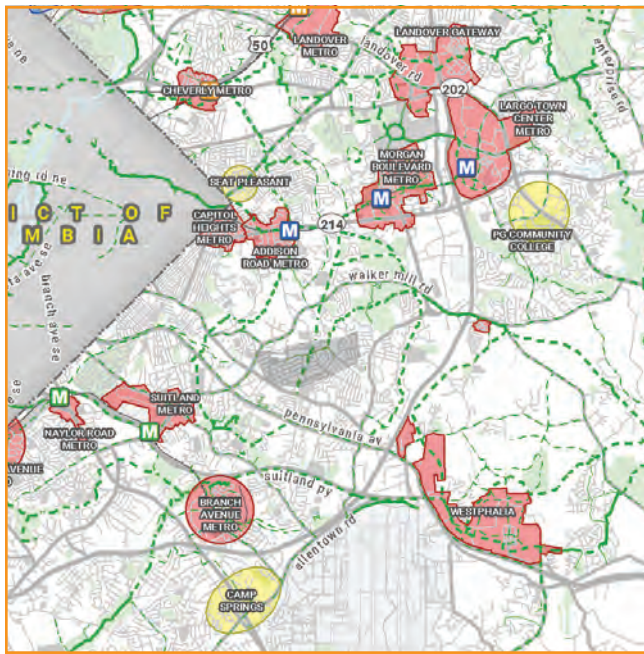 M
LANDOVER
METRO
LANDOVER GATEWAY
50
landover rd
enterprise rd
CHEVERLY METRO
202
LARGO TOWN
CENTER
METRO
MORGAN
BOULEVARD
METRO
M
M
SEAT PLEASANT
ICT OF
MBIA
CAPITOL
HEIGHTS
METRO
M
214
ADDISON
ROAD METRO
PG COMMUNITY
COLLEGE
walker mill rd
branch ave se
M
SUITLAND
METRO
M
NAYLOR ROAD
METRO
pennsylvania av
AVENUE
suitland py
BRANCH
AVENUE
METRO
WESTPHALIA
allentown rd
CAMP
SPRINGS